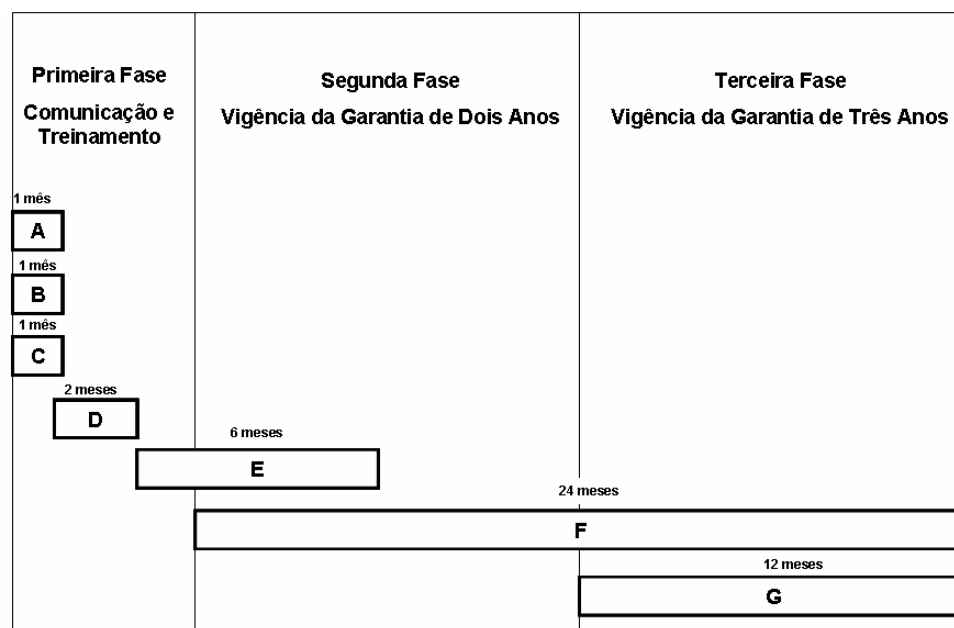 Primeira Fase
Comunicação e
Treinamento
Segunda Fase
Vigência da Garantia de Dois Anos
Terceira Fase
Vigência da Garantia de Três Anos
1 mês
A
1 mês
B
1 mês
C
2 meses
D
6 meses
E
24 meses
F
12 meses
G